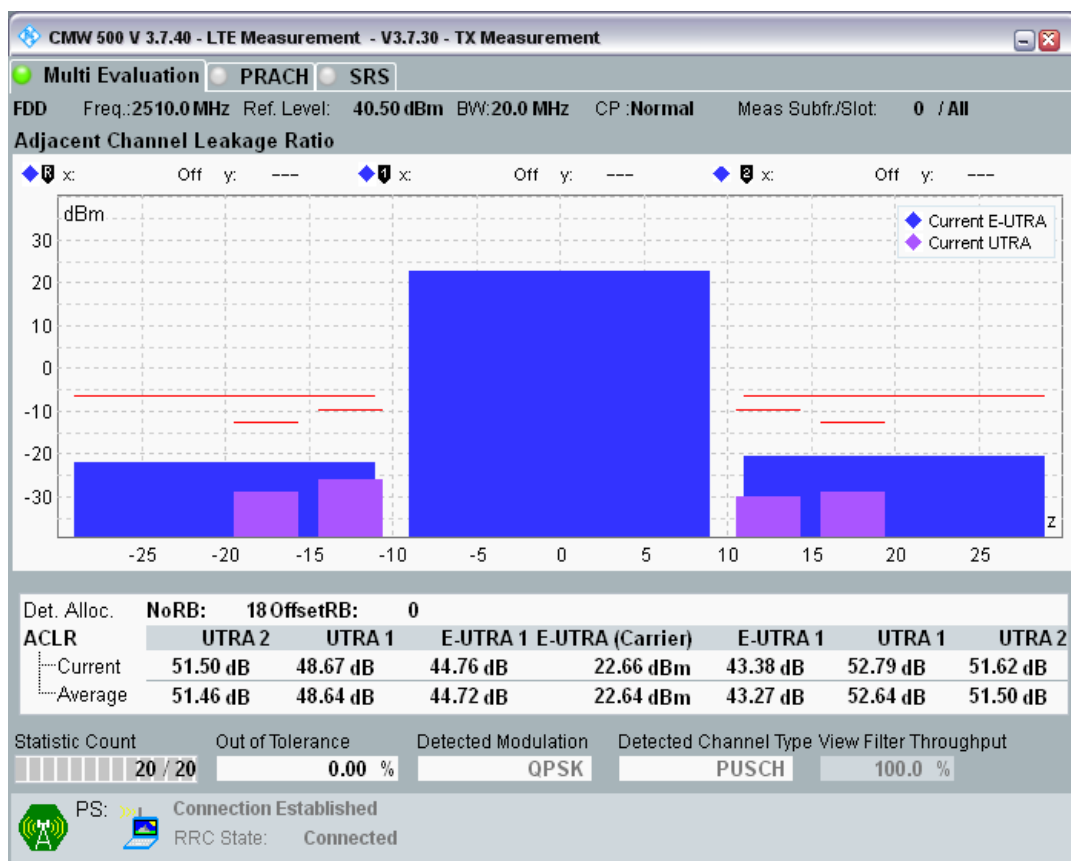 CMW 500 V 3.7.40 - LTE Measurement - V3.7.30 - TX Measurement
Multi Evaluation PRACH SRS
FDD Freq.:2510.0 MHz Ref. Level: 40.50 dBm BW:20.0 MHz CP :Normal Meas Subfr./Slot: 0 / All
Adjacent Channel Leakage Ratio
R x: Off y: --- 1 x: Off y: --- 2 x: Off y: ---
dBm
Current E-UTRA
Current UTRA
30
20
10
0
-10
-20
-30
z
-25 -20 -15 -10 -5 0 5 10 15 20 25
Det. Alloc. NoRB: 18 OffsetRB: 0
ACLR UTRA 2 UTRA 1 E-UTRA 1 E-UTRA (Carrier) E-UTRA 1 UTRA 1 UTRA 2
Current 51.50 dB 48.67 dB 44.76 dB 22.66 dBm 43.38 dB 52.79 dB 51.62 dB
Average 51.46 dB 48.64 dB 44.72 dB 22.64 dBm 43.27 dB 52.64 dB 51.50 dB
Statistic Count Out of Tolerance Detected Modulation Detected Channel Type View Filter Throughput
20 / 20 0.00 % QPSK PUSCH 100.0 %
PS: Connection Established
RRC State: Connected